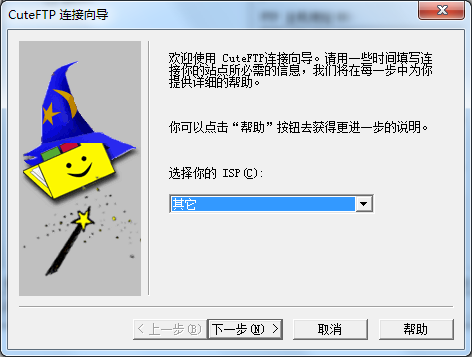 CuteFTP 连接向导
欢迎使用 CuteFTP连接向导。请用一些时间填写连
接你的站点所必需的信息，我们将在每一步中为你
提供详细的帮助。
你可以点击“帮助”按钮去获得更进一步的说明。
选择你的 ISP(C):
其它
< 上一步(B) 下一步(N) > 取消 帮助